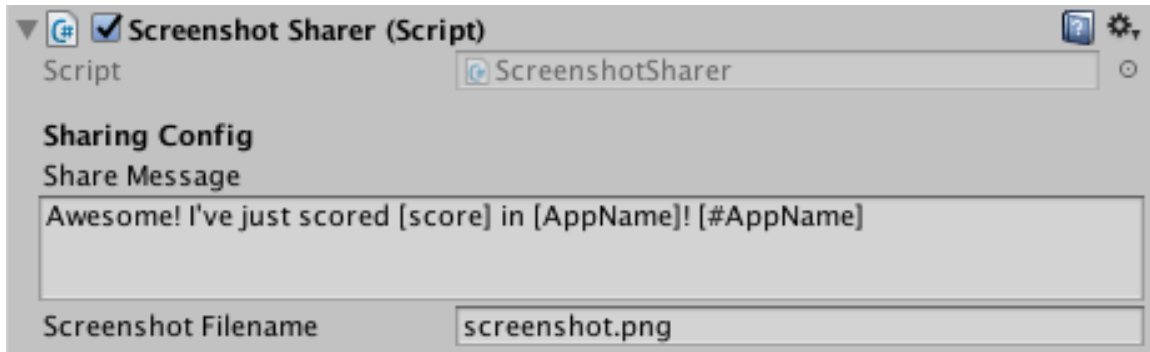 Screenshot Sharer (Script)
Script ScreenshotSharer
Sharing Config
Share Message
Awesome! I've just scored [score] in [AppName]! [#AppName]
Screenshot Filename screenshot.png